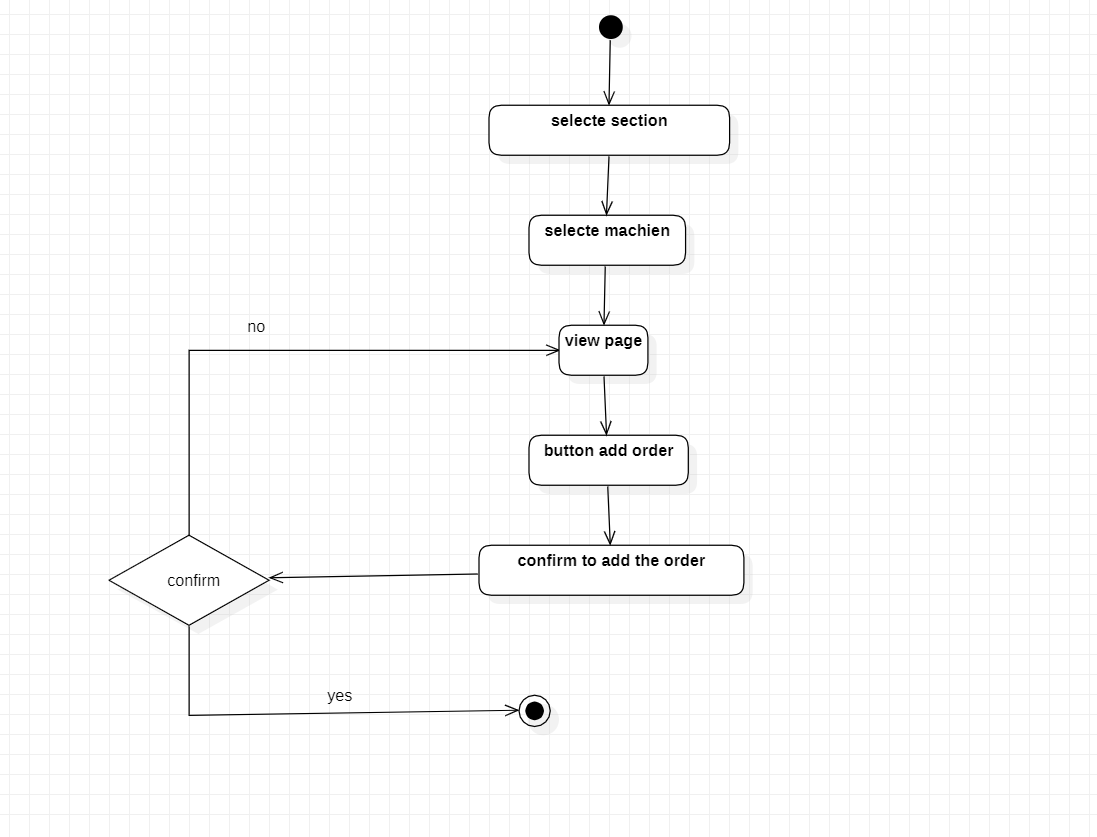 selecte section
selecte machien
no
view page
button add order
confirm to add the order
confirm
yes